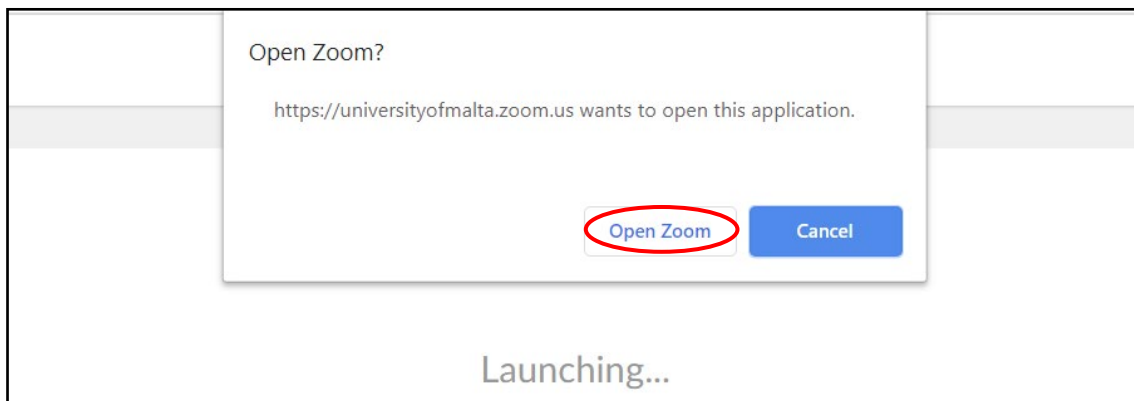 Open Zoom?
https://universityofmalta.zoom.us wants to open this application.
Open Zoom
Cancel
Launching...